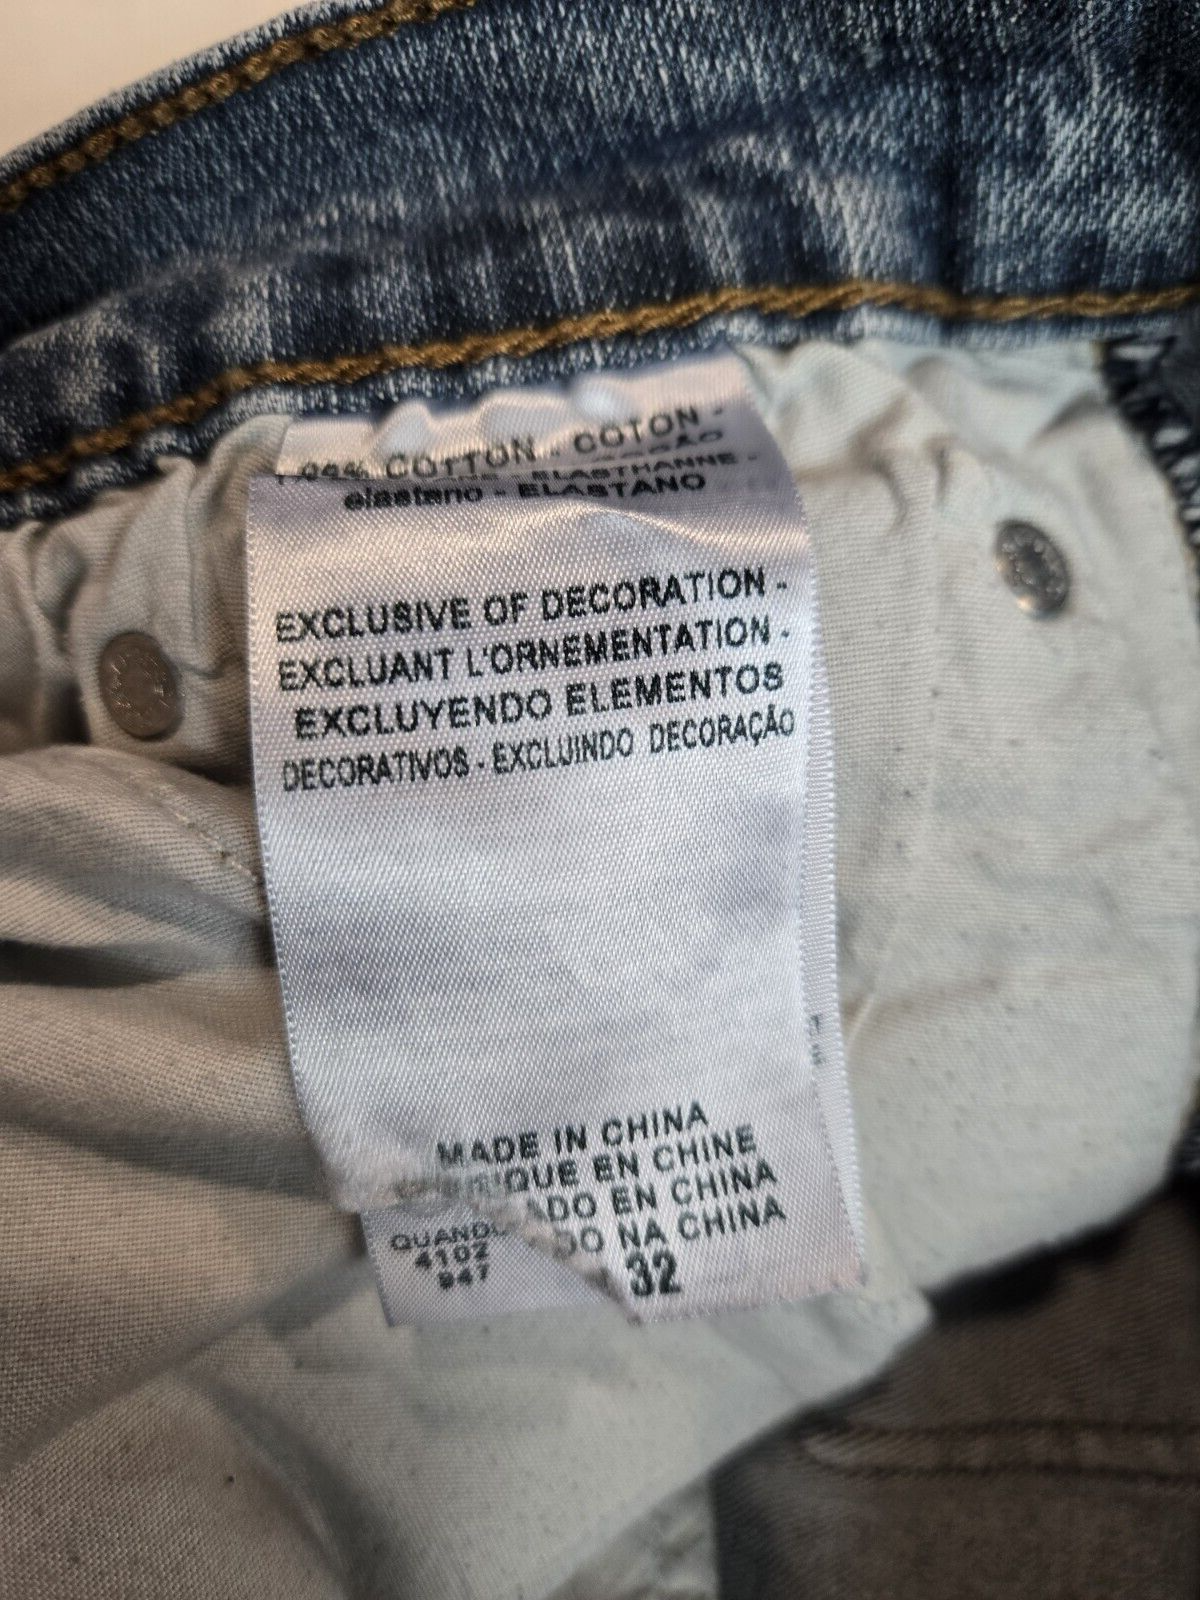 COTTON - COTON -
ELASTHANNE -
elastano - ELASTANO
EXCLUSIVE OF DECORATION -
EXCLUANT L'ORNEMENTATION -
EXCLUYENDO ELEMENTOS
DECORATIVOS - EXCLUINDO DECORAÇÃO
MADE IN CHINA
EN CHINE
EN CHINA
NA CHINA
4102
947
32